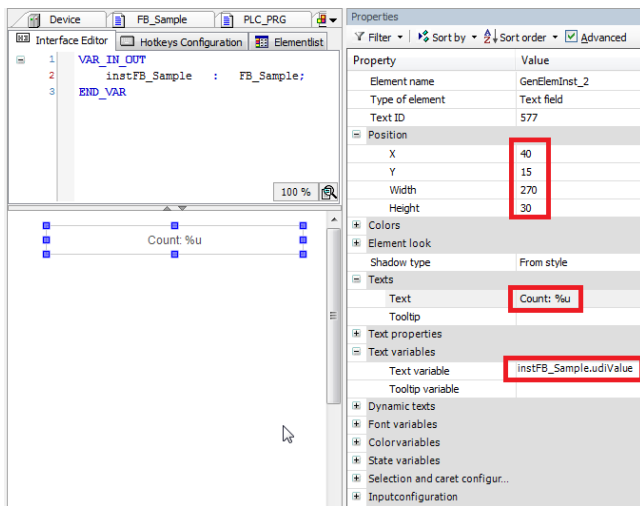 Device FB_Sample PLC_PRG
Interface Editor Hotkeys Configuration Elementlist
1 VAR_IN_OUT
2 instFB_Sample : FB_Sample;
3 END_VAR
100 %
Count: %u
Properties
Filter Sort by Sort order Advanced
Property Value
Element name GenElemInst_2
Type of element Text field
Text ID 577
Position
X 40
Y 15
Width 270
Height 30
Colors
Element look
Shadow type From style
Texts
Text Count: %u
Tooltip
Text properties
Text variables
Text variable instFB_Sample.udiValue
Tooltip variable
Dynamic texts
Font variables
Colorvariables
State variables
Selection and caret configur...
Inputconfiguration